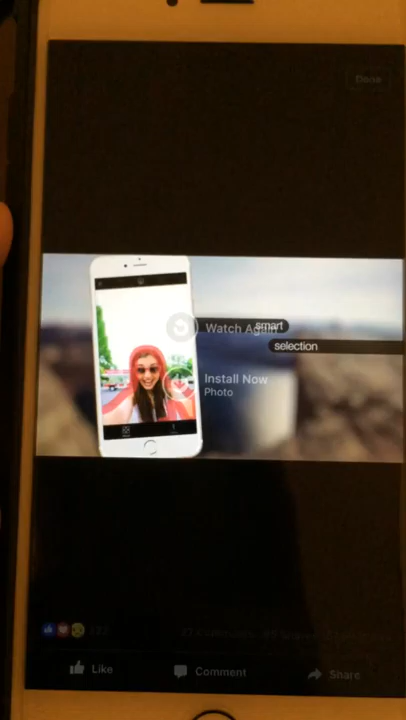 Done
Watch Again
smart
selection
Install Now
Photo
Like
Comment
Share